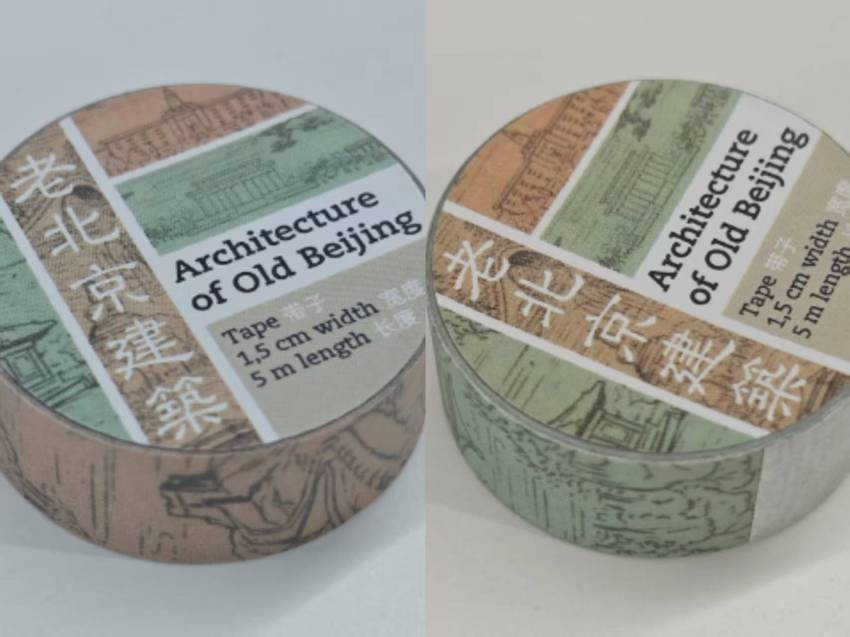 老北京建築
Architecture
of Old Beijing
Tape 带子
1,5 cm width 宽度
5 m length 长度
老北京建築
Architecture
of Old Beijing
Tape 带子
1,5 cm width 宽度
5 m length